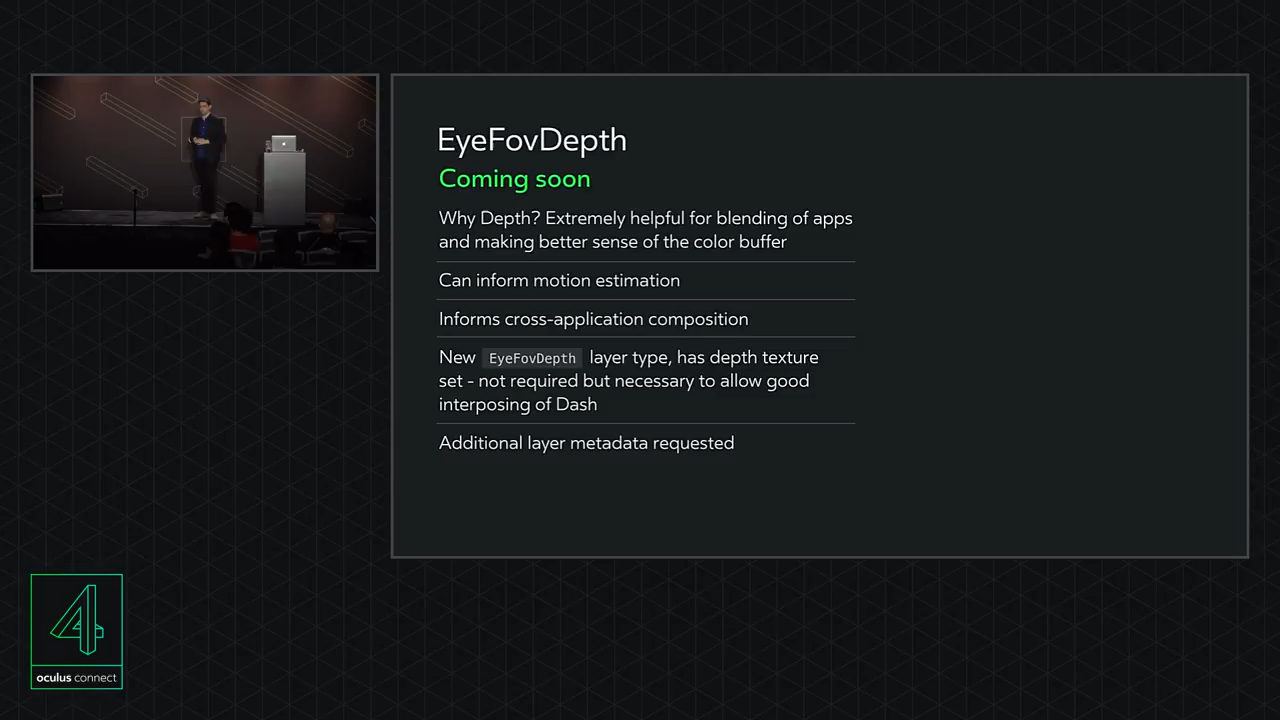 EyeFovDepth
Coming soon
Why Depth? Extremely helpful for blending of apps
and making better sense of the color buffer
Can inform motion estimation
Informs cross-application composition
New EyeFovDepth layer type, has depth texture
set - not required but necessary to allow good
interposing of Dash
Additional layer metadata requested
4
oculus connect